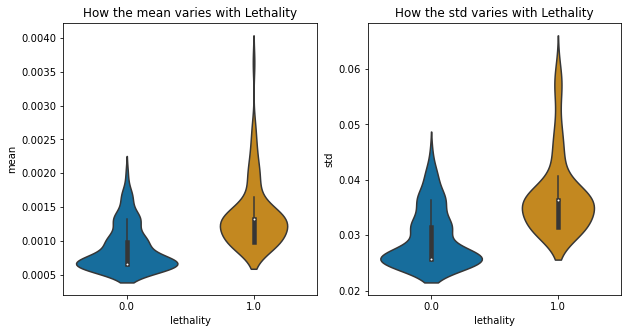 How the mean varies with Lethality
0.0040
0.0035
0.0030
0.0025
0.0020
0.0015
0.0010
0.0005
mean
0.0 1.0
lethality
How the std varies with Lethality
0.06
0.05
0.04
0.03
0.02
std
0.0 1.0
lethality